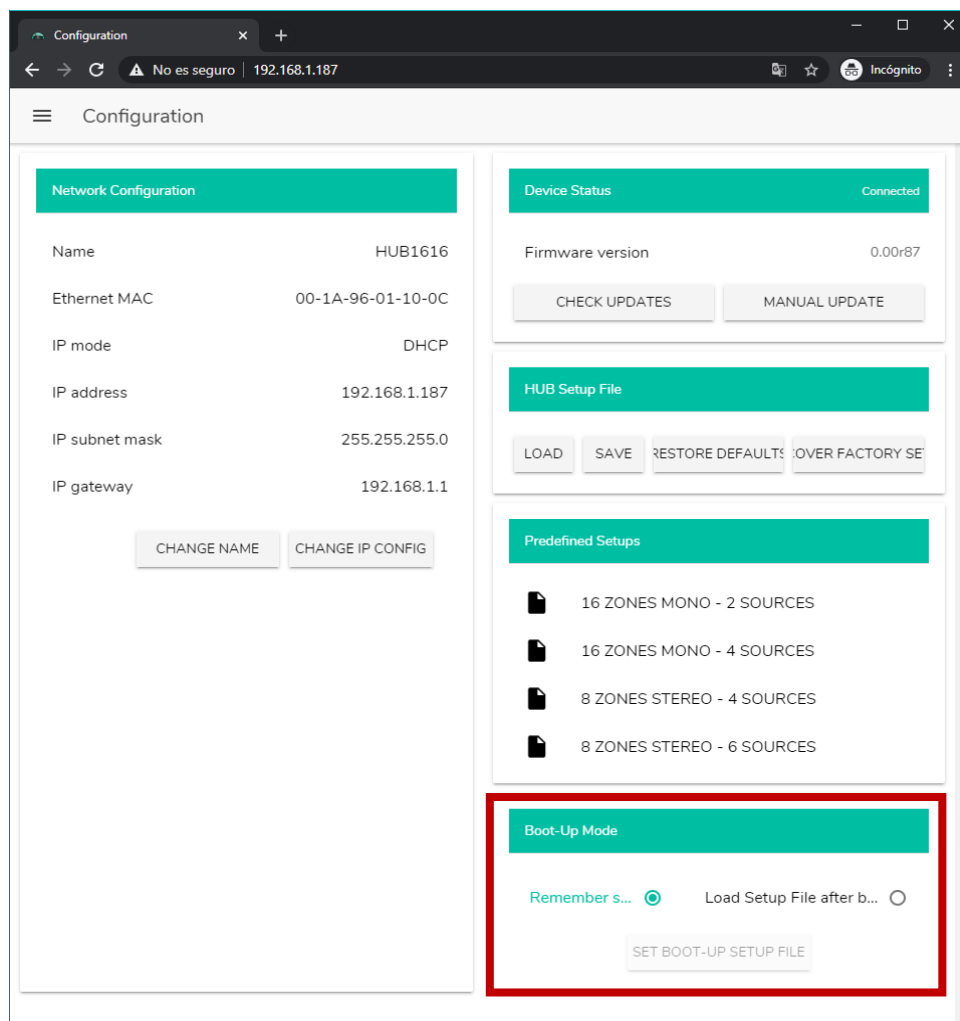 Configuration
No es seguro | 192.168.1.187
Incógnito
Configuration
Network Configuration
Name HUB1616
Ethernet MAC 00-1A-96-01-10-0C
IP mode DHCP
IP address 192.168.1.187
IP subnet mask 255.255.255.0
IP gateway 192.168.1.1
CHANGE NAME CHANGE IP CONFIG
Device Status Connected
Firmware version 0.00r87
CHECK UPDATES MANUAL UPDATE
HUB Setup File
LOAD SAVE RESTORE DEFAULTS OVER FACTORY SE
Predefined Setups
16 ZONES MONO - 2 SOURCES
16 ZONES MONO - 4 SOURCES
8 ZONES STEREO - 4 SOURCES
8 ZONES STEREO - 6 SOURCES
Boot-Up Mode
Remember s... Load Setup File after b...
SET BOOT-UP SETUP FILE